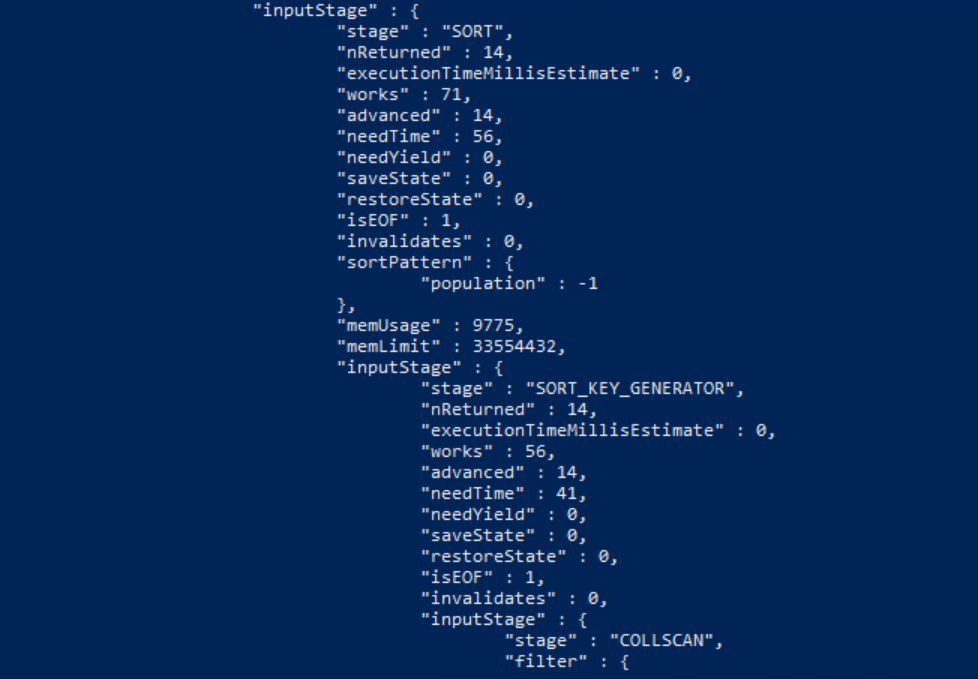 "inputStage" : {
"stage" : "SORT",
"nReturned" : 14,
"executionTimeMillisEstimate" : 0,
"works" : 71,
"advanced" : 14,
"needTime" : 56,
"needYield" : 0,
"saveState" : 0,
"restoreState" : 0,
"isEOF" : 1,
"invalidates" : 0,
"sortPattern" : {
"population" : -1
},
"memUsage" : 9775,
"memLimit" : 33554432,
"inputStage" : {
"stage" : "SORT_KEY_GENERATOR",
"nReturned" : 14,
"executionTimeMillisEstimate" : 0,
"works" : 56,
"advanced" : 14,
"needTime" : 41,
"needYield" : 0,
"saveState" : 0,
"restoreState" : 0,
"isEOF" : 1,
"invalidates" : 0,
"inputStage" : {
"stage" : "COLLSCAN",
"filter" : {